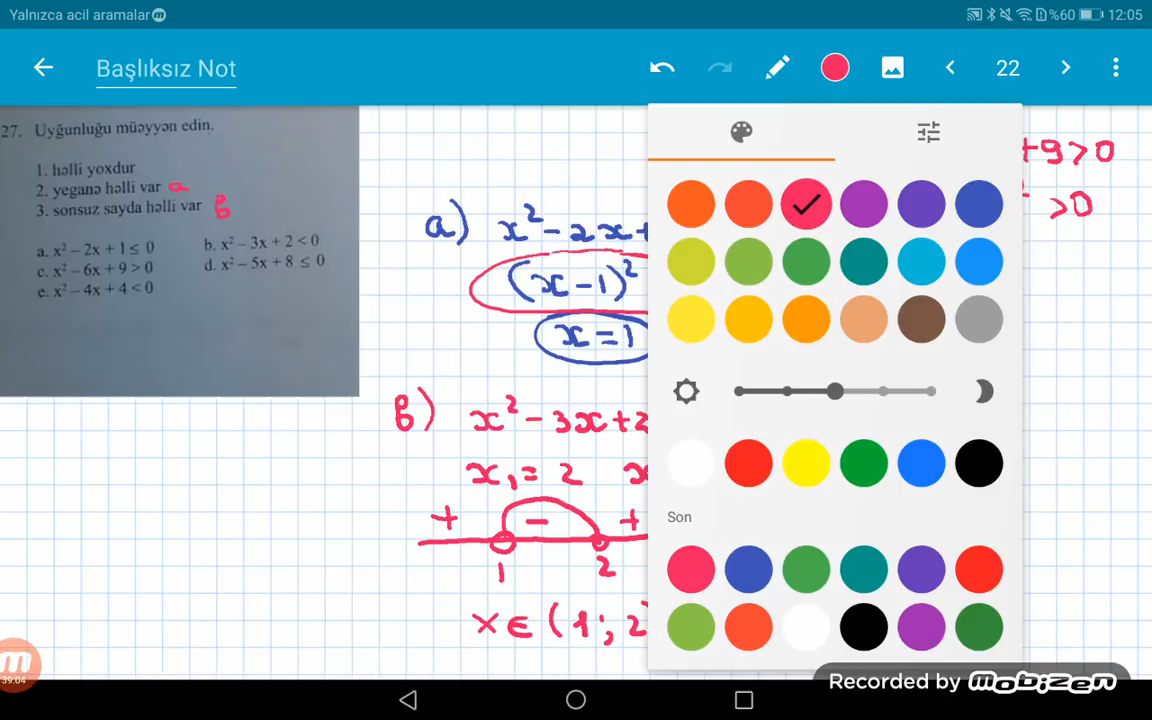 Yalnızca acil aramalar
%60 12:05
Başlıksız Not
22
27. Uyğunluğu müəyyən edin.
1. həlli yoxdur
2. yeganə həlli var a
3. sonsuz sayda həlli var b
a. x² – 2x + 1 ≤ 0 b. x² – 3x + 2 < 0
c. x² – 6x + 9 > 0 d. x² – 5x + 8 ≤ 0
e. x² – 4x + 4 < 0
a) x² – 2x +
(x – 1)²
x = 1
+9 > 0
> 0
b) x² – 3x + 2
x₁ = 2 x
+ – +
1 2
x ∈ (1; 2)
Son
39:04
Recorded by mobizen